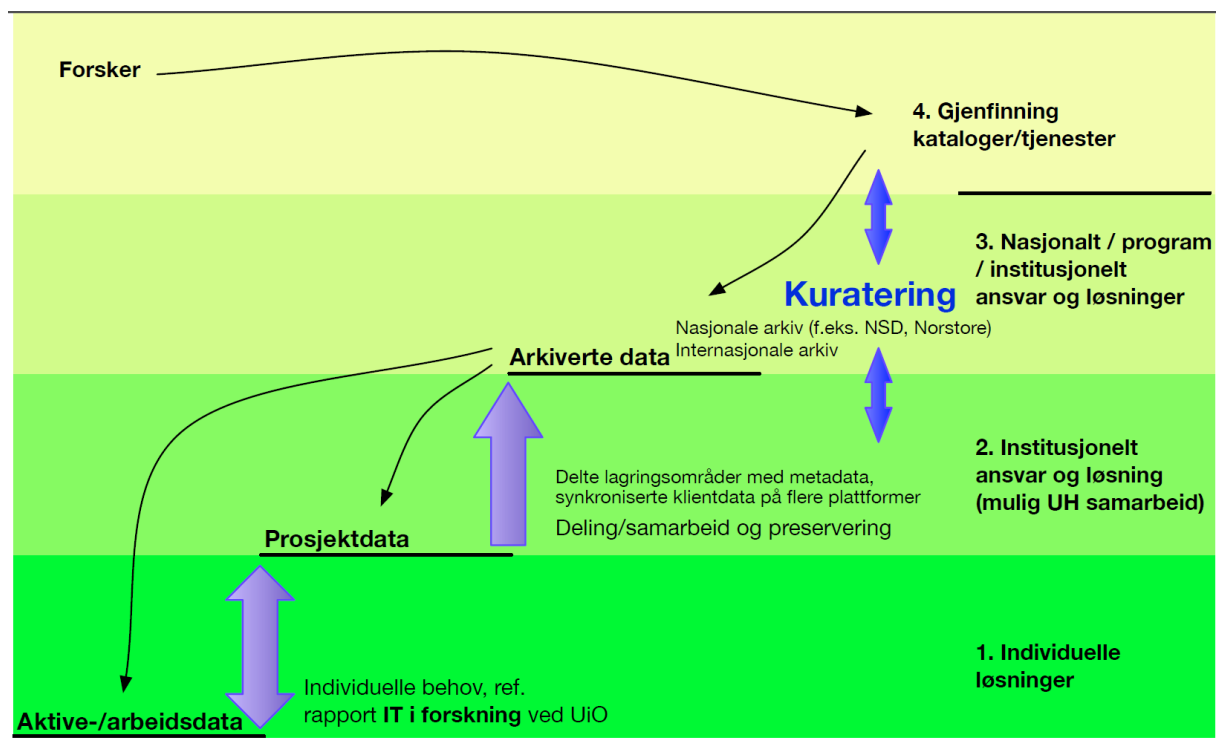 Forsker
4. Gjenfinning
kataloger/tjenester
3. Nasjonalt / program
/ institusjonelt
ansvar og løsninger
Kuratering
Nasjonale arkiv (f.eks. NSD, Norstore)
Internasjonale arkiv
Arkiverte data
2. Institusjonelt
ansvar og løsning
(mulig UH samarbeid)
Delte lagringsområder med metadata,
synkroniserte klientdata på flere plattformer
Deling/samarbeid og preservering
Prosjektdata
1. Individuelle
løsninger
Individuelle behov, ref.
rapport IT i forskning ved UiO
Aktive-/arbeidsdata